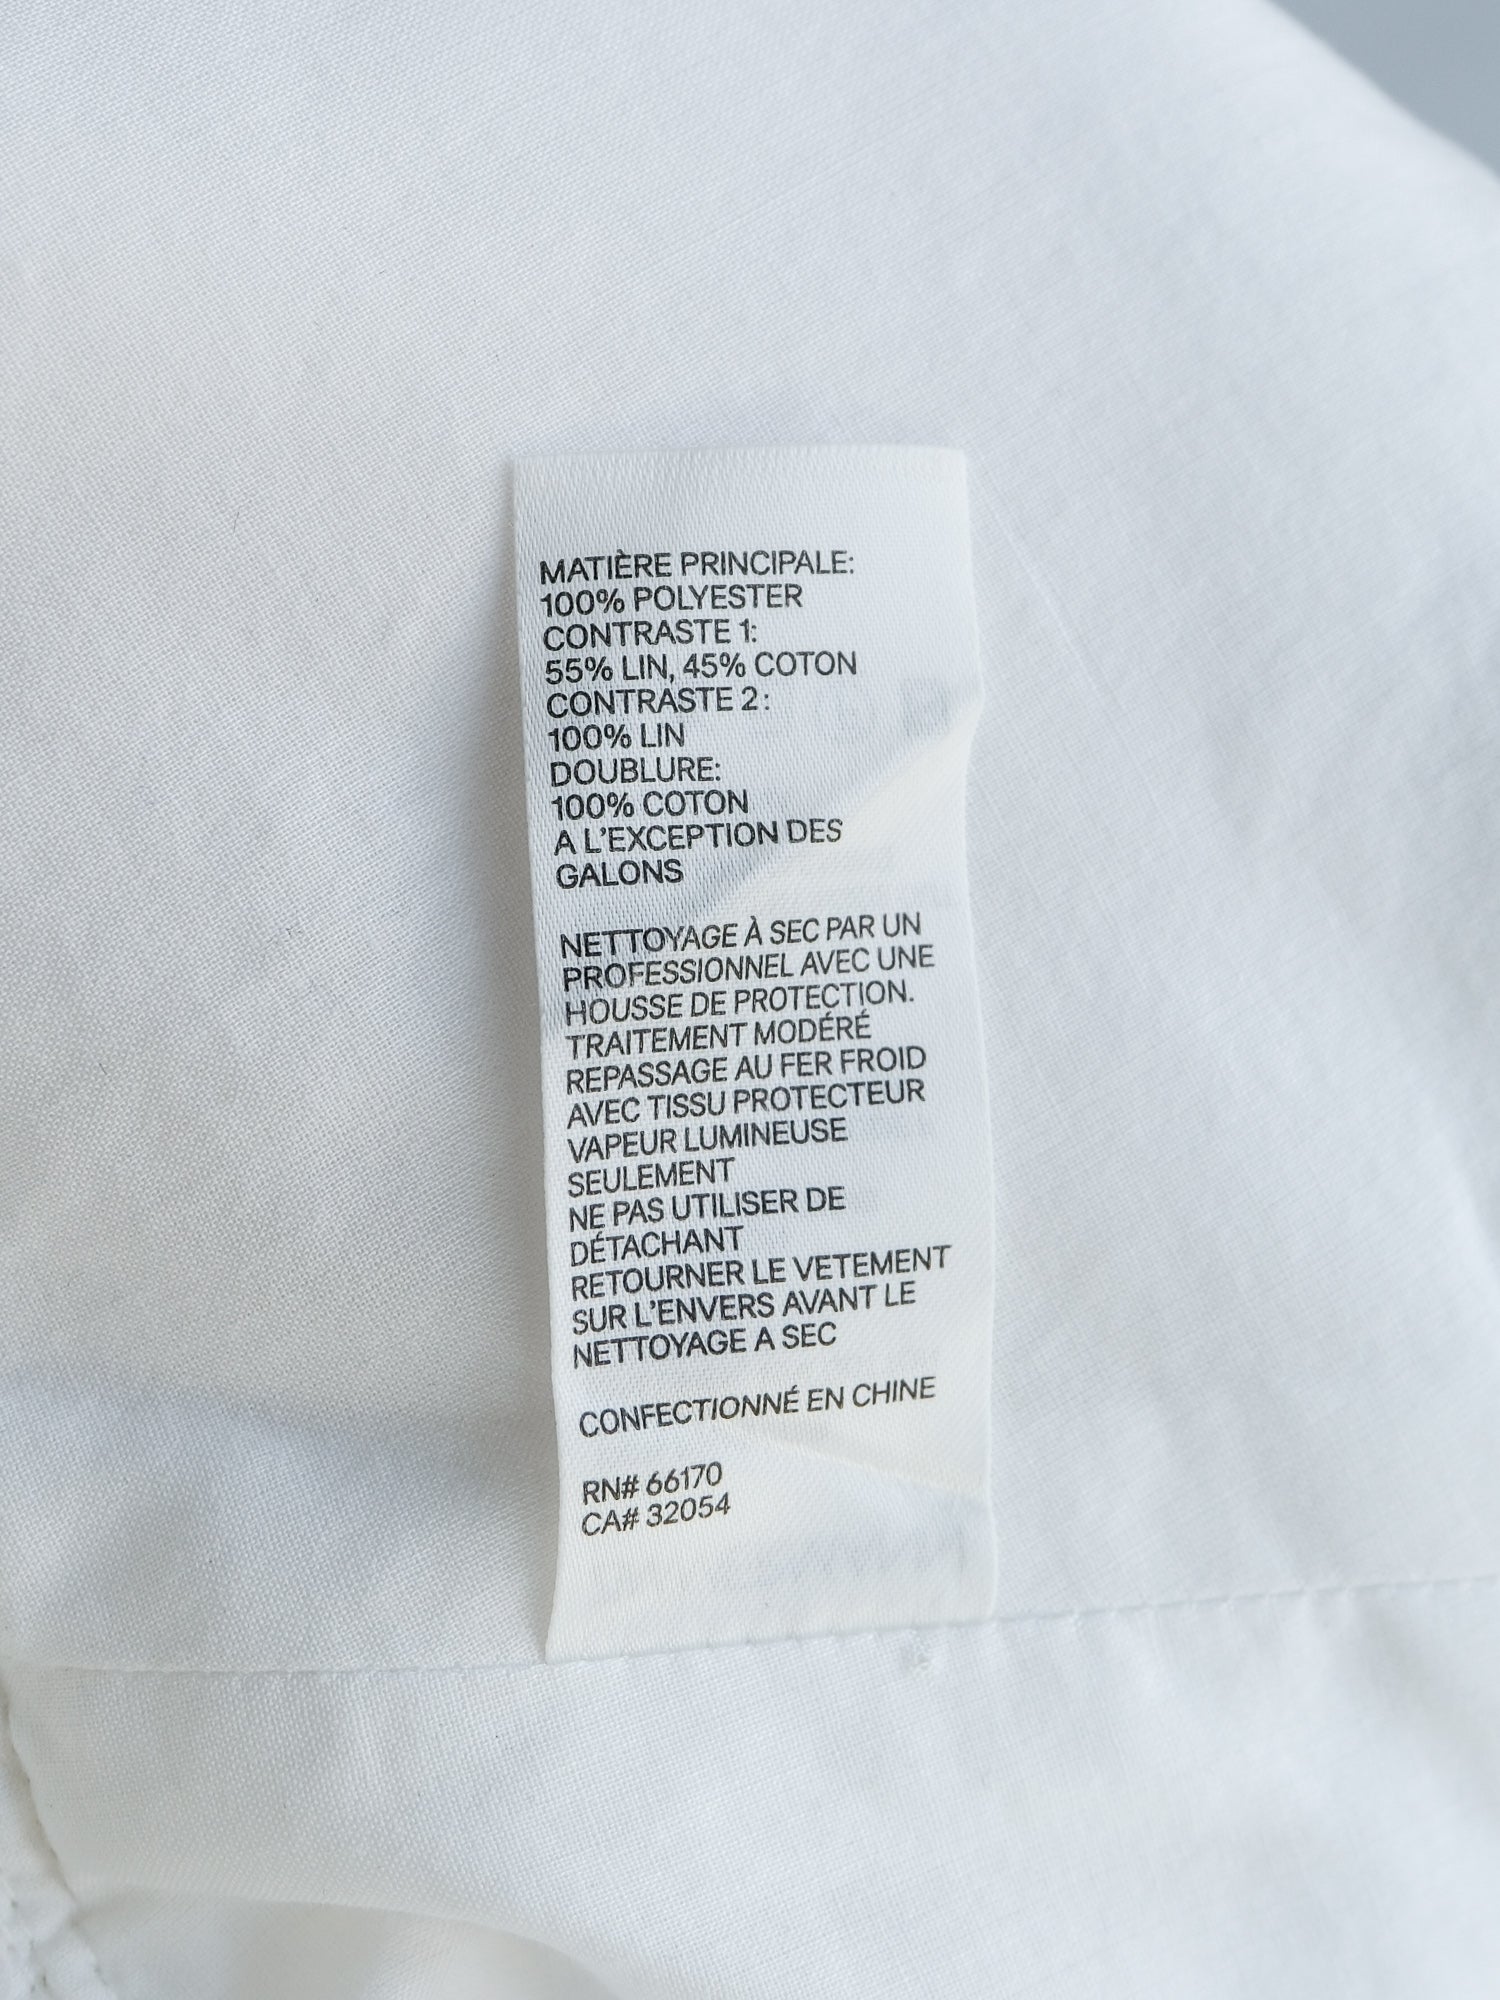 MATIÈRE PRINCIPALE:
100% POLYESTER
CONTRASTE 1:
55% LIN, 45% COTON
CONTRASTE 2:
100% LIN
DOUBLURE:
100% COTON
A L'EXCEPTION DES
GALONS
NETTOYAGE À SEC PAR UN
PROFESSIONNEL AVEC UNE
HOUSSE DE PROTECTION.
TRAITEMENT MODÉRÉ
REPASSAGE AU FER FROID
AVEC TISSU PROTECTEUR
VAPEUR LUMINEUSE
SEULEMENT
NE PAS UTILISER DE
DÉTACHANT
RETOURNER LE VETEMENT
SUR L'ENVERS AVANT LE
NETTOYAGE A SEC
CONFECTIONNÉ EN CHINE
RN# 66170
CA# 32054